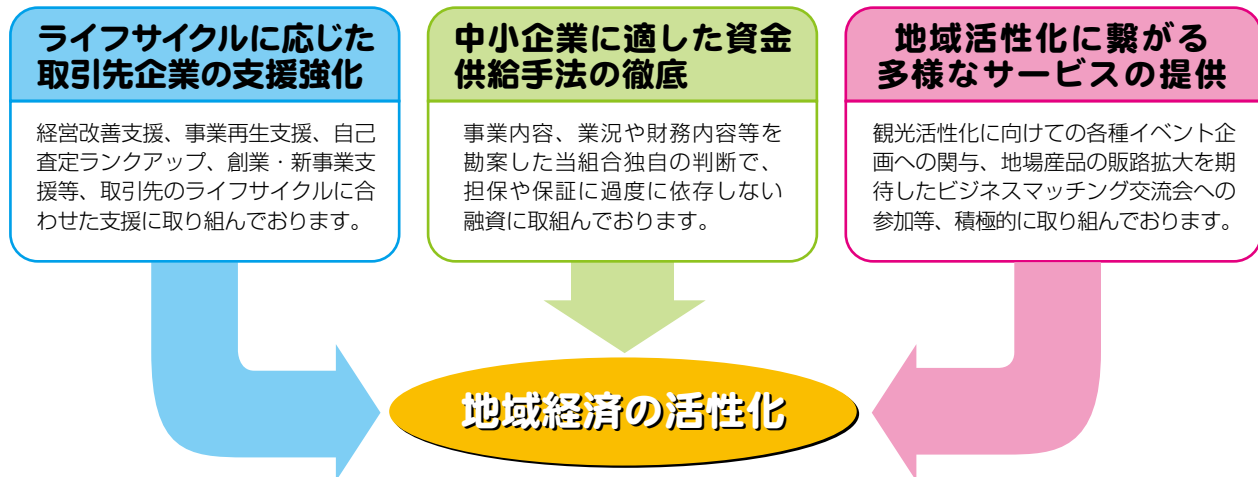 ライフサイクルに応じた
取引先企業の支援強化
経営改善支援、事業再生支援、自己
査定ランクアップ、創業・新事業支
援等、取引先のライフサイクルに合
わせた支援に取り組んでおります。
中小企業に適した資金
供給手法の徹底
事業内容、業況や財務内容等を
勘案した当組合独自の判断で、
担保や保証に過度に依存しない
融資に取組んでおります。
地域活性化に繋がる
多様なサービスの提供
観光活性化に向けての各種イベント企
画への関与、地場産品の販路拡大を期
待したビジネスマッチング交流会への
参加等、積極的に取り組んでおります。
地域経済の活性化